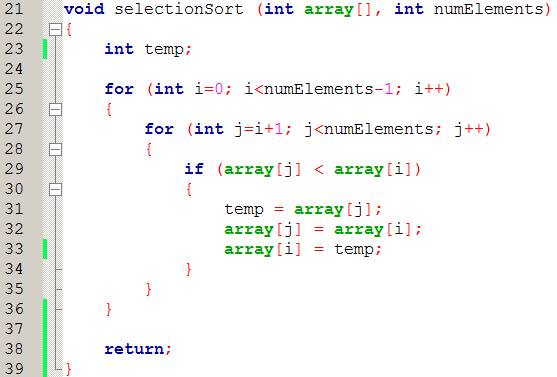 21 void selectionSort (int array[], int numElements)
22 {
23     int temp;
24
25     for (int i=0; i<numElements-1; i++)
26     {
27         for (int j=i+1; j<numElements; j++)
28         {
29             if (array[j] < array[i])
30             {
31                 temp = array[j];
32                 array[j] = array[i];
33                 array[i] = temp;
34             }
35         }
36     }
37
38     return;
39 }